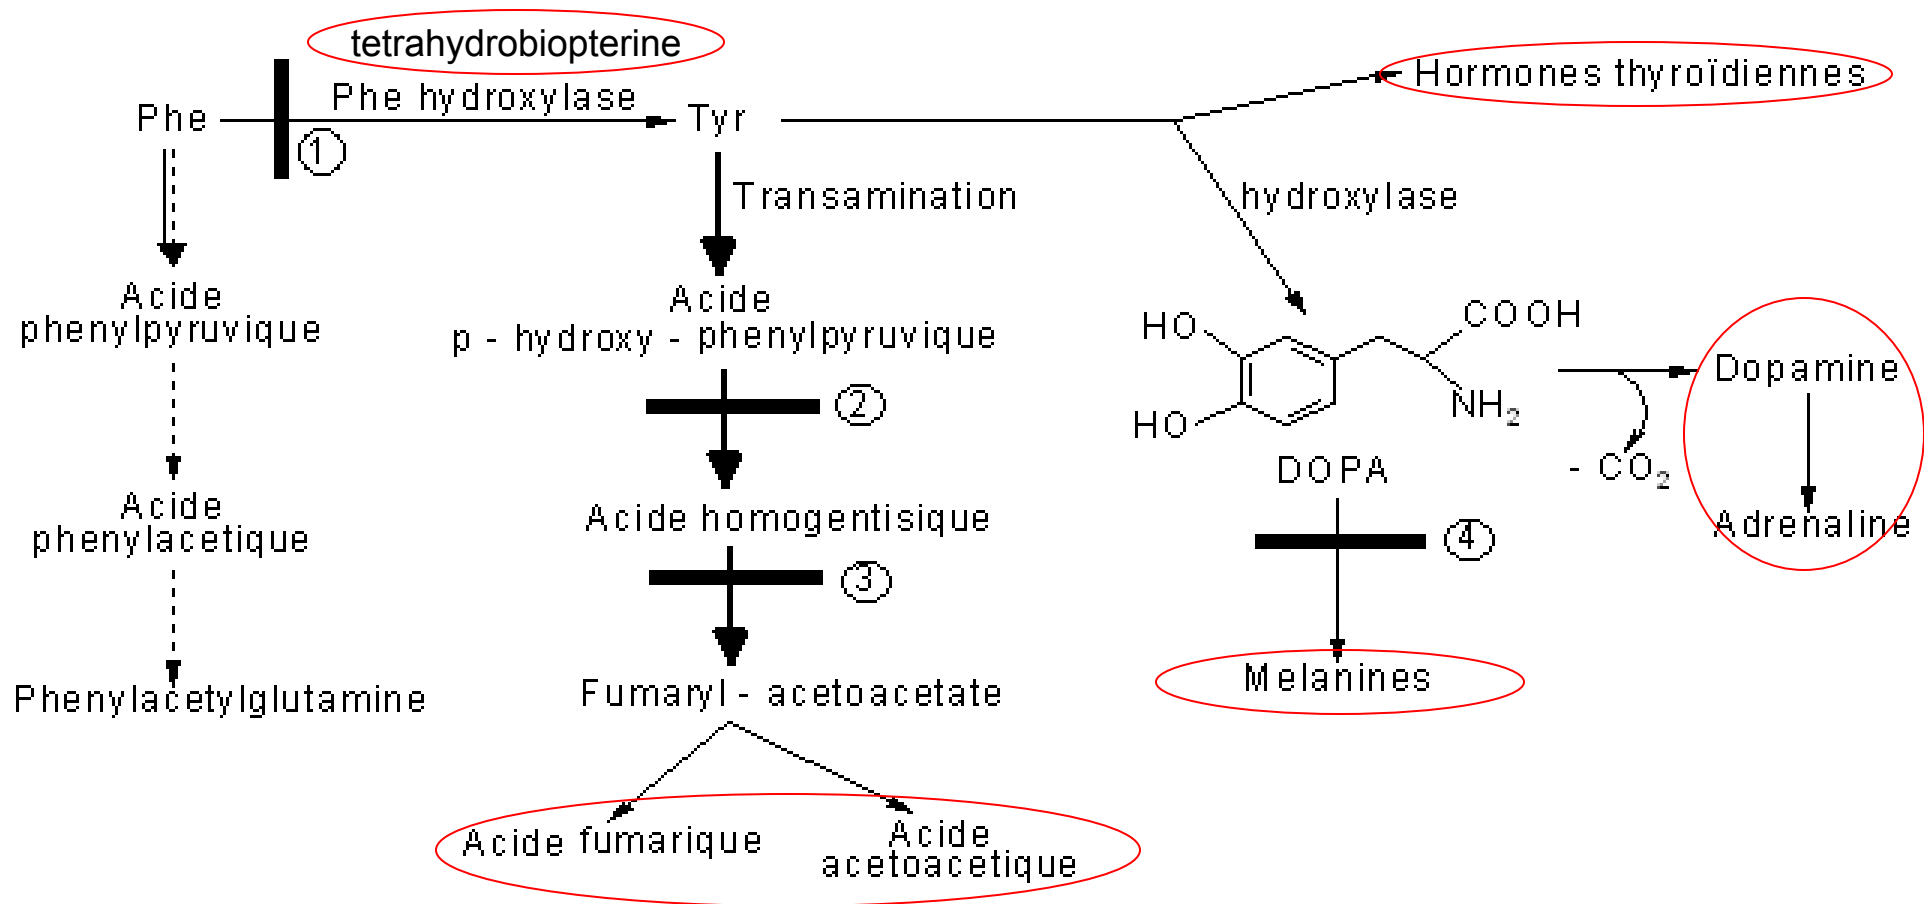 tetrahydrobiopterine
Phe hydroxylase
Phe
Tyr
1
Hormones thyroïdiennes
Transamination
hydroxylase
Acide
phenylpyruvique
Acide
p - hydroxy - phenylpyruvique
HO
COOH
HO
NH2
DOPA
- CO2
Dopamine
Adrenaline
2
Acide
phenylacetique
Acide homogentisique
3
4
Phenylacetylglutamine
Fumaryl - acetoacetate
Melanines
Acide fumarique
Acide
acetoacetique